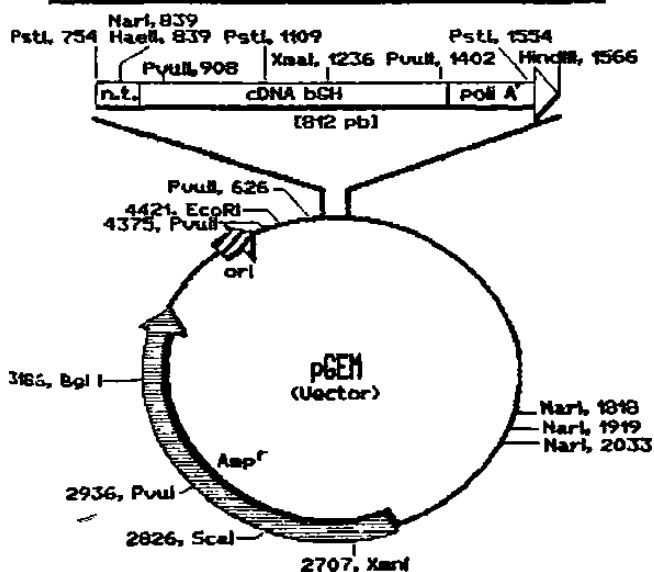 NarI, 839
PstI, 754 HaeII, 839 PstI, 1109 PstI, 1554
PvuII, 908 XmaI, 1236 PvuII, 1402 HindIII, 1566
n.t. cDNA bGH poli A
[812 pb]
PvuII, 626
4421, EcoRI
4375, PvuII
ori
pGEM
(Vector)
3186, Bgl I
NarI, 1818
NarI, 1919
NarI, 2033
Amp r
2936, PvuI
2826, ScaI
2707, XmnI